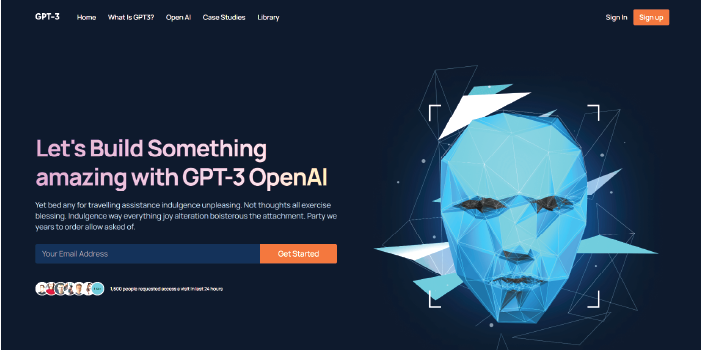 GPT-3
Home What Is GPT3? Open AI Case Studies Library
Sign In Sign up
Let's Build Something
amazing with GPT-3 OpenAI
Yet bed any for travelling assistance indulgence unpleasing. Not thoughts all exercise
blessing. Indulgence way everything joy alteration boisterous the attachment. Party we
years to order allow asked of.
Your Email Address Get Started
1,600 people requested access a visit in last 24 hours